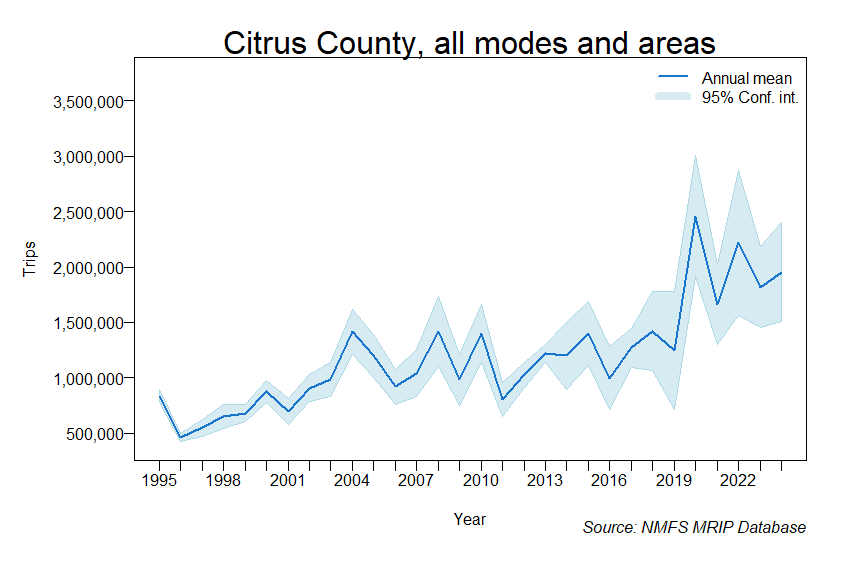 Citrus County, all modes and areas
Annual mean
95% Conf. int.
3,500,000
3,000,000
2,500,000
2,000,000
1,500,000
1,000,000
500,000
Trips
1995 1998 2001 2004 2007 2010 2013 2016 2019 2022
Year
Source: NMFS MRIP Database